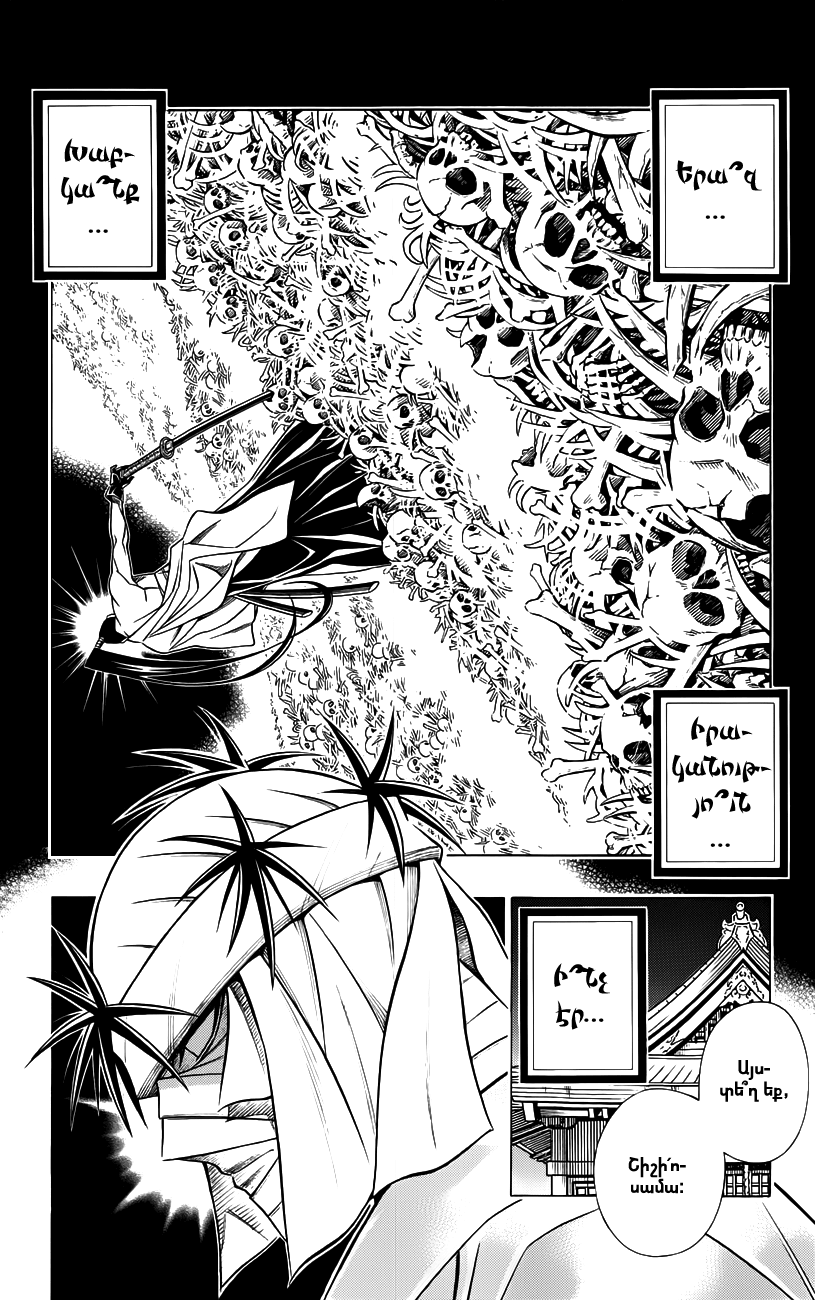 Երա՞զ
...
Խաբ-
կա՞նք
...
Իրա-
կանութ-
յո՞ւն
...
Ի՞նչ
էր...
Այս-
տե՞ղ եք,
Շիշի՛ո-
սամա: